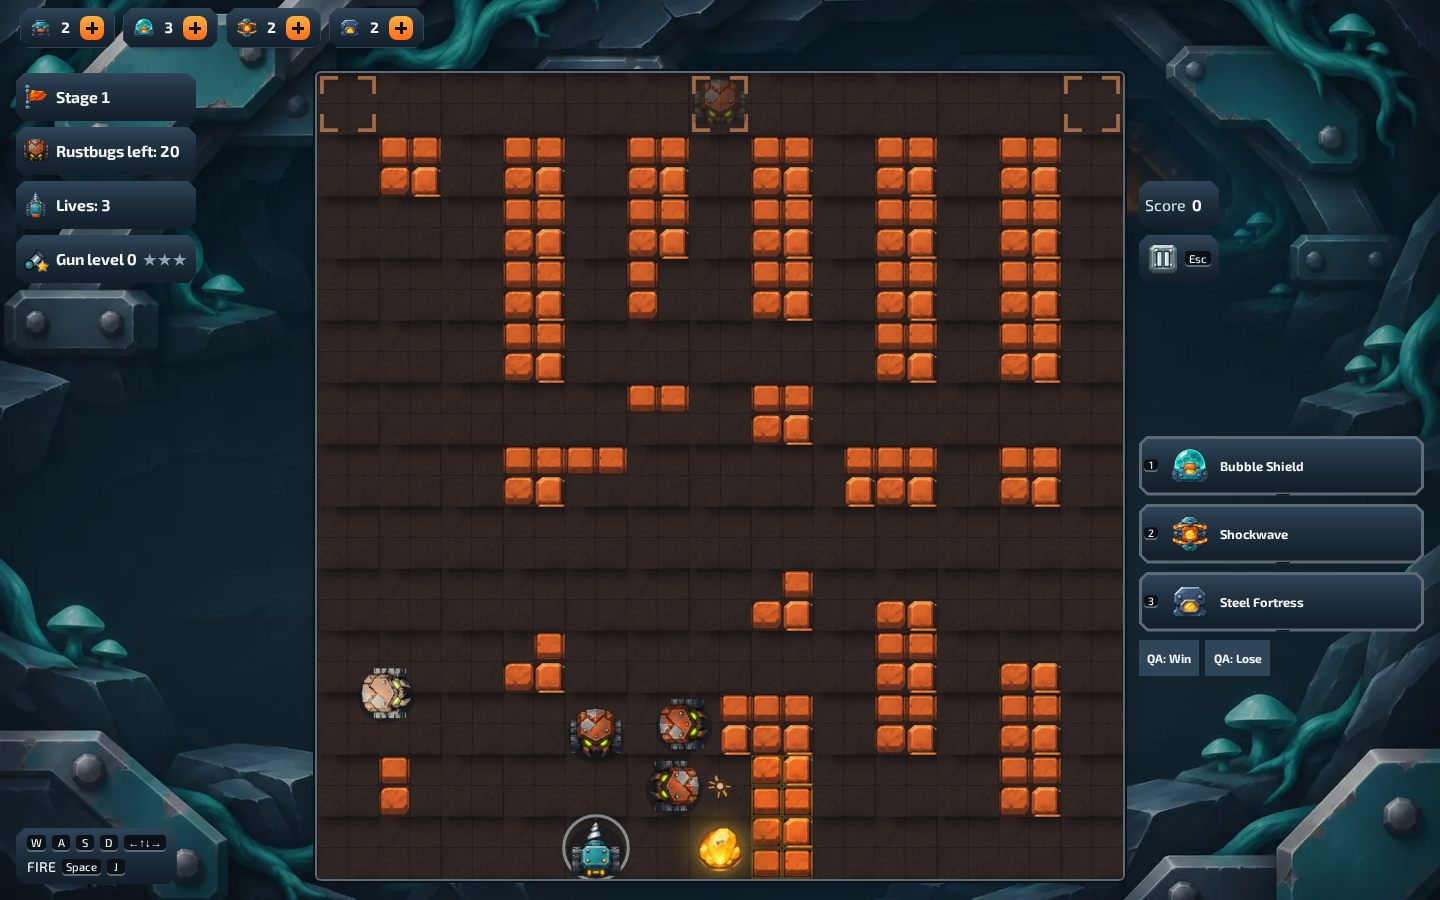 2
3
2
2
Stage 1
Rustbugs left: 20
Lives: 3
Gun level 0 ★★★
Score 0
Esc
1 Bubble Shield
2 Shockwave
3 Steel Fortress
QA: Win QA: Lose
W A S D ←↑↓→
FIRE Space J